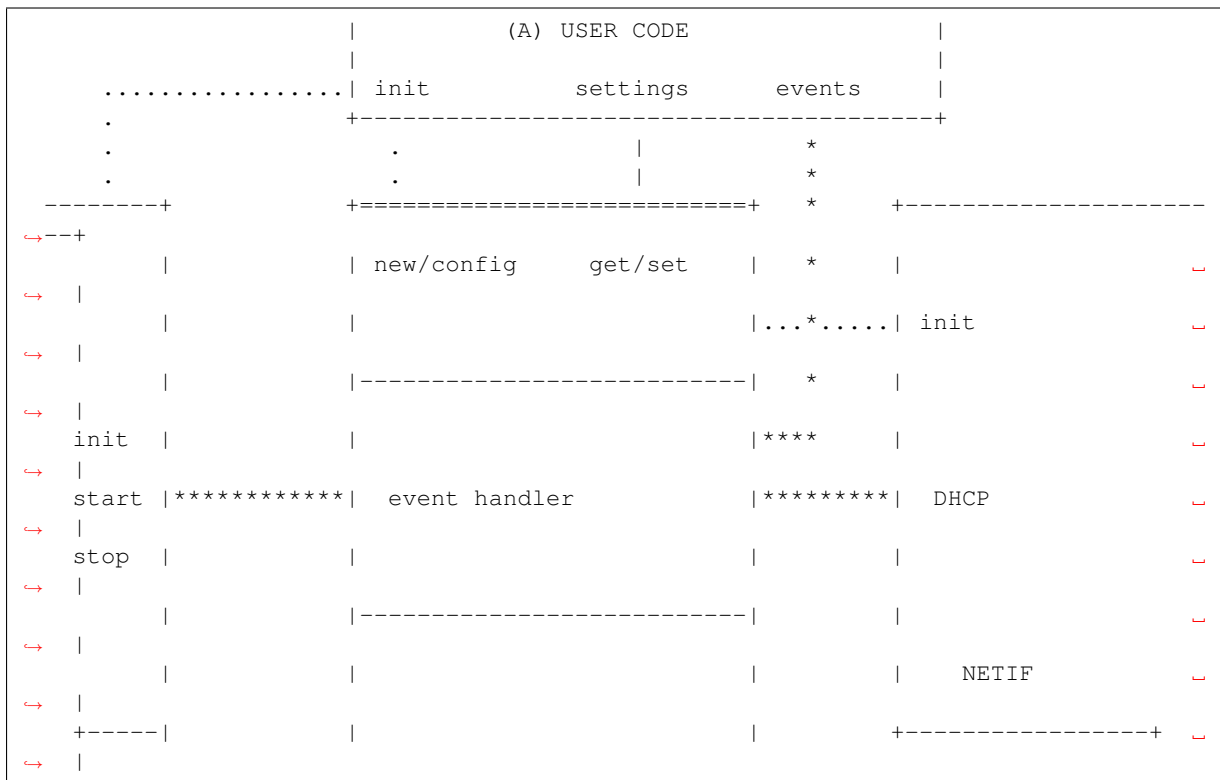 |          (A) USER CODE                 |
                       |                                        |
      .................| init            settings      events    |
      .                +----------------------------------------+
      .                   .                |           *
      .                   .                |           *
  --------+            +===========================+   *     +---------------------
↪--+
          |            | new/config     get/set    |   *     |                    ␣
↪  |
          |            |                           |...*.....| init               ␣
↪  |
          |            |---------------------------|   *     |                    ␣
↪  |
    init  |            |                           |****     |                    ␣
↪  |
    start |************|  event handler            |*********|  DHCP              ␣
↪  |
    stop  |            |                           |         |                    ␣
↪  |
          |            |---------------------------|         |                    ␣
↪  |
          |            |                           |         |    NETIF           ␣
↪  |
    +-----|            |                           |         +-----------------+  ␣
↪  |